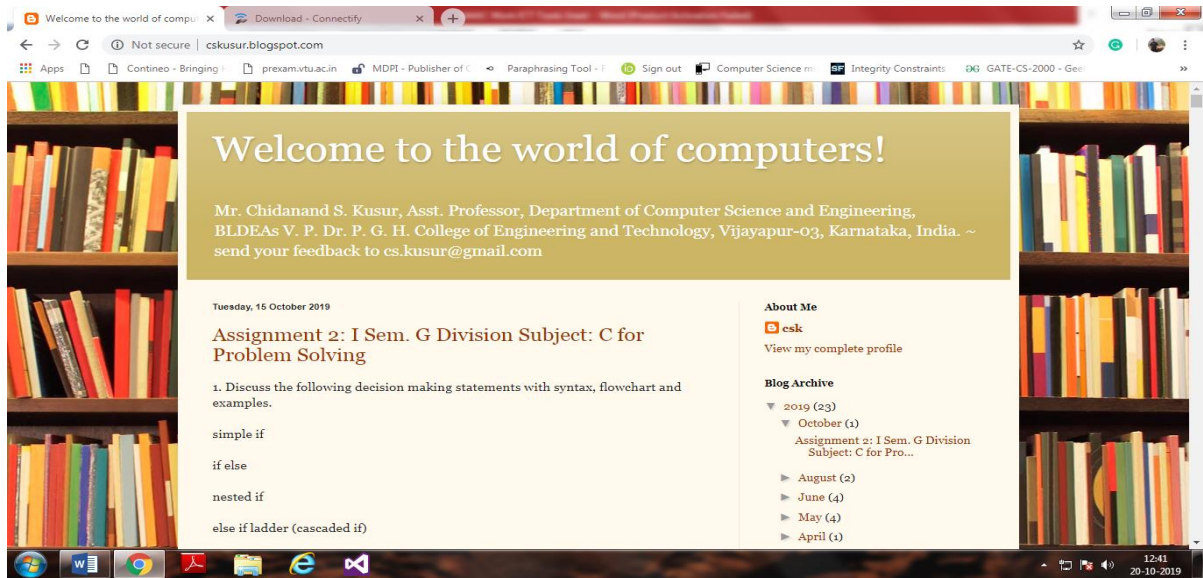 Welcome to the world of compu
Download - Connectify
Not secure | cskusur.blogspot.com
Apps
Contineo - Bringing
prexam.vtu.ac.in
MDPI - Publisher of
Paraphrasing Tool -
Sign out
Computer Science m
Integrity Constraints
GATE-CS-2000 - Gee
Welcome to the world of computers!
Mr. Chidanand S. Kusur, Asst. Professor, Department of Computer Science and Engineering,
BLDEAs V. P. Dr. P. G. H. College of Engineering and Technology, Vijayapur-03, Karnataka, India. ~
send your feedback to cs.kusur@gmail.com
Tuesday, 15 October 2019
Assignment 2: I Sem. G Division Subject: C for
Problem Solving
1. Discuss the following decision making statements with syntax, flowchart and
examples.
simple if
if else
nested if
else if ladder (cascaded if)
About Me
csk
View my complete profile
Blog Archive
▼ 2019 (23)
▼ October (1)
Assignment 2: I Sem. G Division
Subject: C for Pro...
► August (2)
► June (4)
► May (4)
► April (1)
12:41
20-10-2019